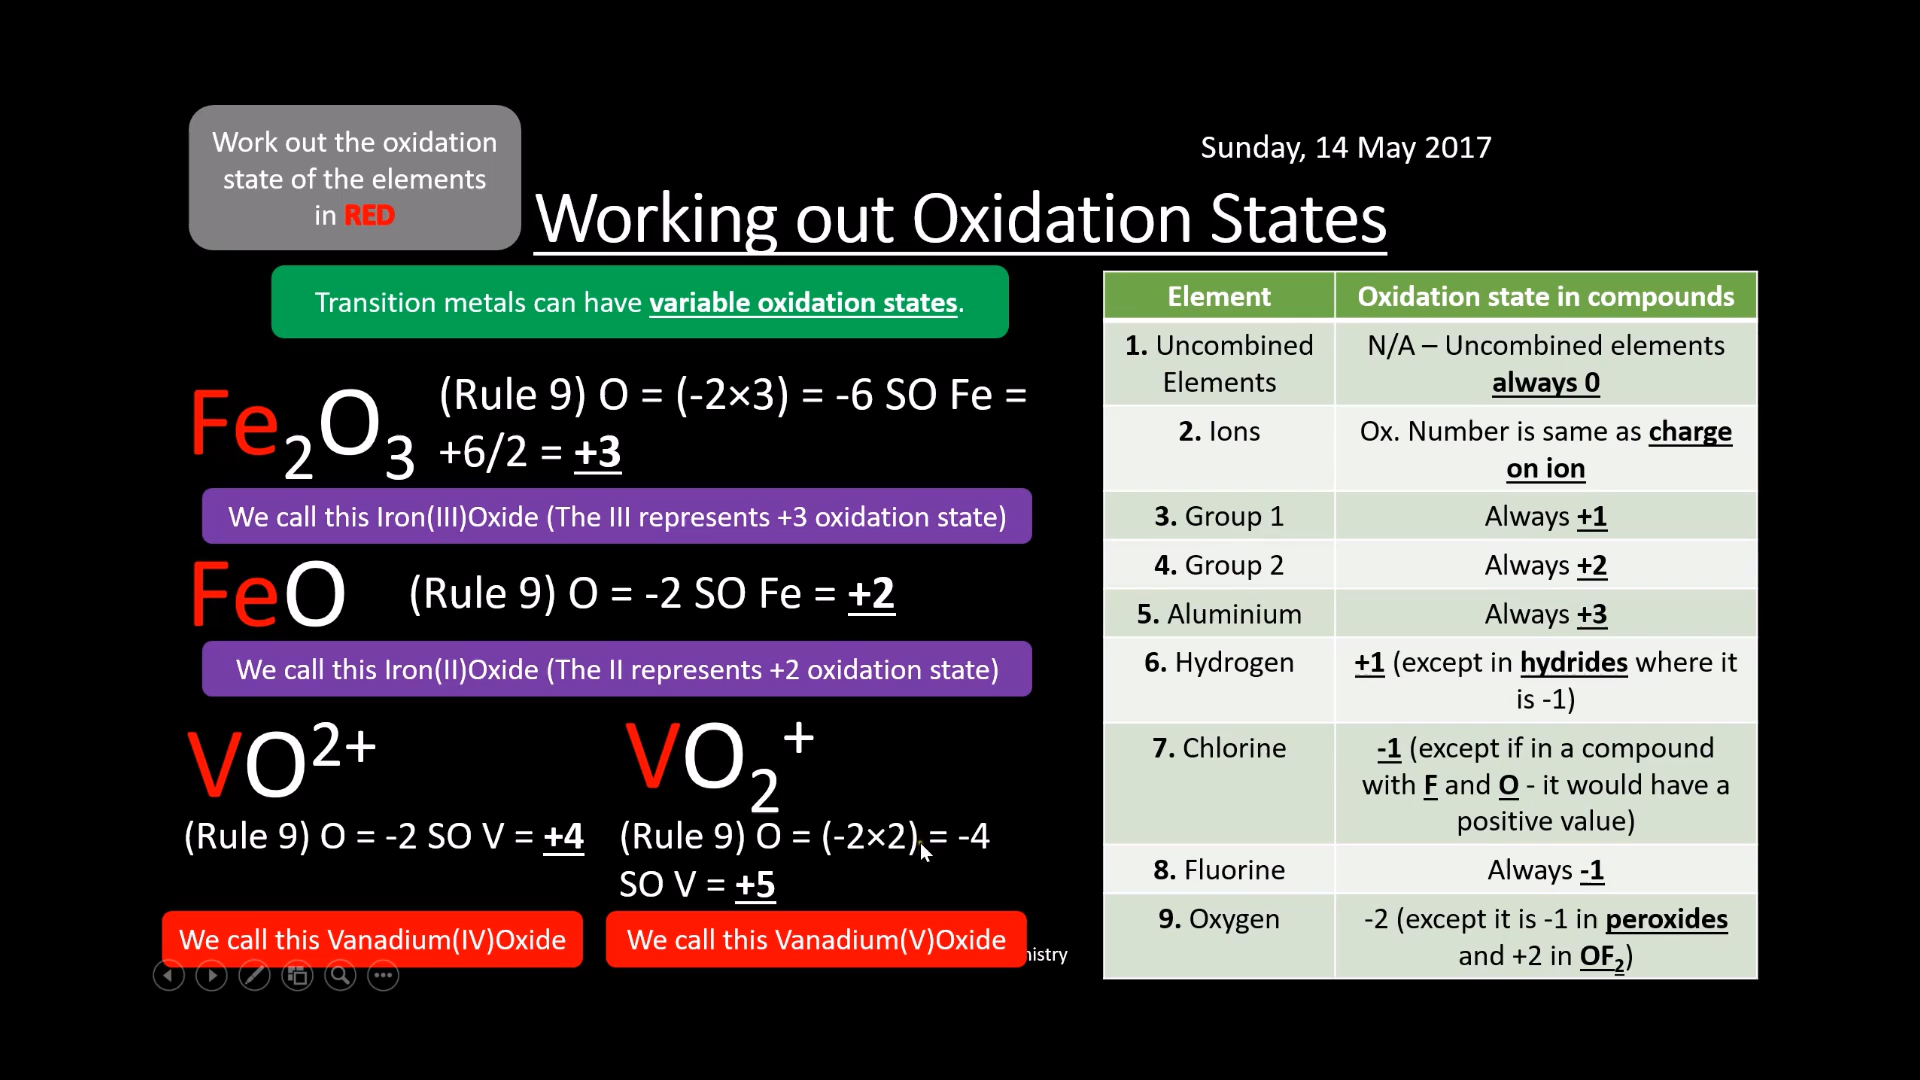 Work out the oxidation
state of the elements
in RED
Sunday, 14 May 2017
Working out Oxidation States
Transition metals can have variable oxidation states.
Fe₂O₃
(Rule 9) O = (-2×3) = -6 SO Fe =
+6/2 = +3
We call this Iron(III)Oxide (The III represents +3 oxidation state)
FeO
(Rule 9) O = -2 SO Fe = +2
We call this Iron(II)Oxide (The II represents +2 oxidation state)
VO²⁺
(Rule 9) O = -2 SO V = +4
We call this Vanadium(IV)Oxide
VO₂⁺
(Rule 9) O = (-2×2) = -4
SO V = +5
We call this Vanadium(V)Oxide
Element
Oxidation state in compounds
1. Uncombined
Elements
N/A – Uncombined elements
always 0
2. Ions
Ox. Number is same as charge
on ion
3. Group 1
Always +1
4. Group 2
Always +2
5. Aluminium
Always +3
6. Hydrogen
+1 (except in hydrides where it
is -1)
7. Chlorine
-1 (except if in a compound
with F and O - it would have a
positive value)
8. Fluorine
Always -1
9. Oxygen
-2 (except it is -1 in peroxides
and +2 in OF₂)